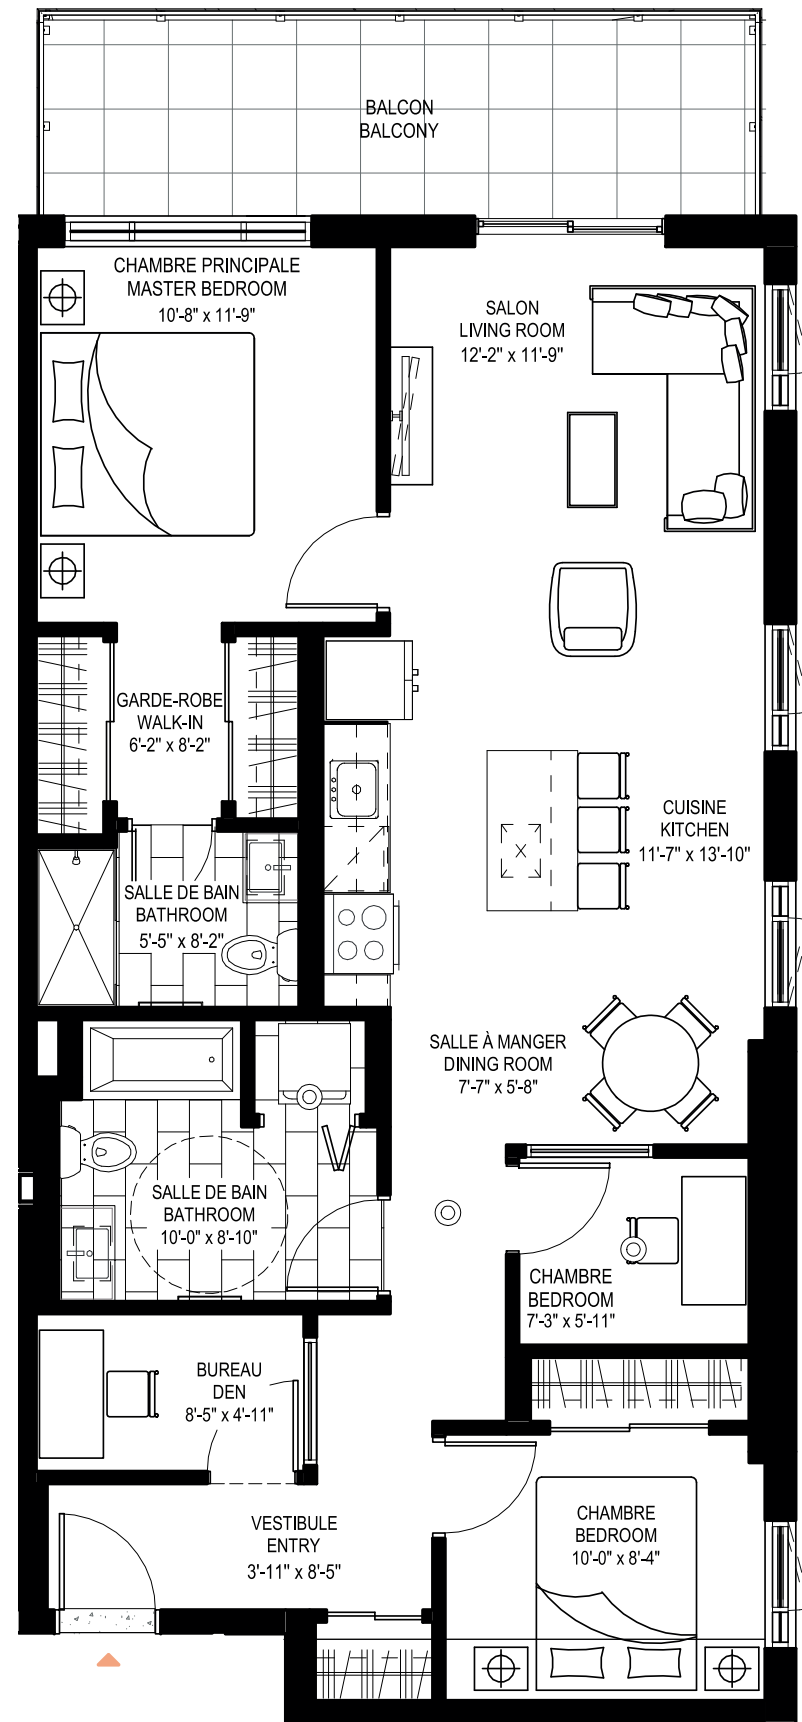 BALCON
BALCONY
CHAMBRE PRINCIPALE
MASTER BEDROOM
10'-8" x 11'-9"
SALON
LIVING ROOM
12'-2" x 11'-9"
GARDE-ROBE
WALK-IN
6'-2" x 8'-2"
CUISINE
KITCHEN
11'-7" x 13'-10"
SALLE DE BAIN
BATHROOM
5'-5" x 8'-2"
SALLE À MANGER
DINING ROOM
7'-7" x 5'-8"
SALLE DE BAIN
BATHROOM
10'-0" x 8'-10"
CHAMBRE
BEDROOM
7'-3" x 5'-11"
BUREAU
DEN
8'-5" x 4'-11"
VESTIBULE
ENTRY
3'-11" x 8'-5"
CHAMBRE
BEDROOM
10'-0" x 8'-4"